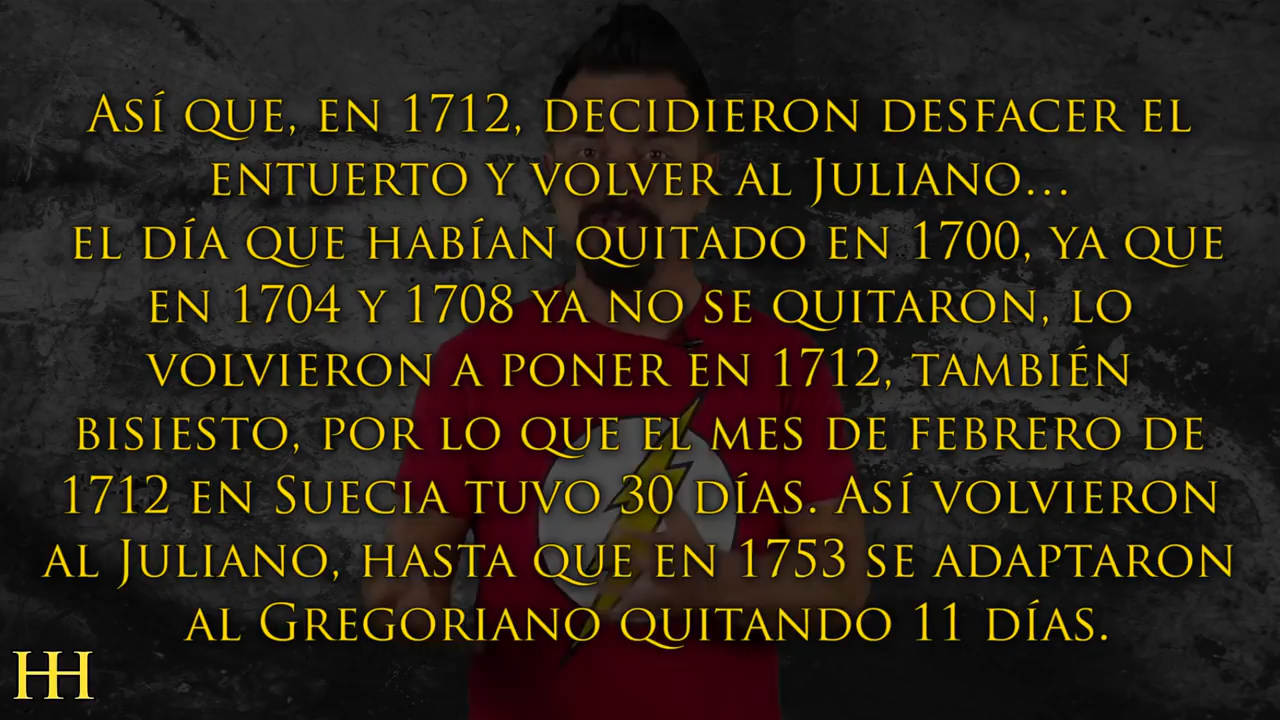 Así que, en 1712, decidieron desfacer el
entuerto y volver al Juliano...
el día que habían quitado en 1700, ya que
en 1704 y 1708 ya no se quitaron, lo
volvieron a poner en 1712, también
bisiesto, por lo que el mes de febrero de
1712 en Suecia tuvo 30 días. Así volvieron
al Juliano, hasta que en 1753 se adaptaron
al Gregoriano quitando 11 días.
HH